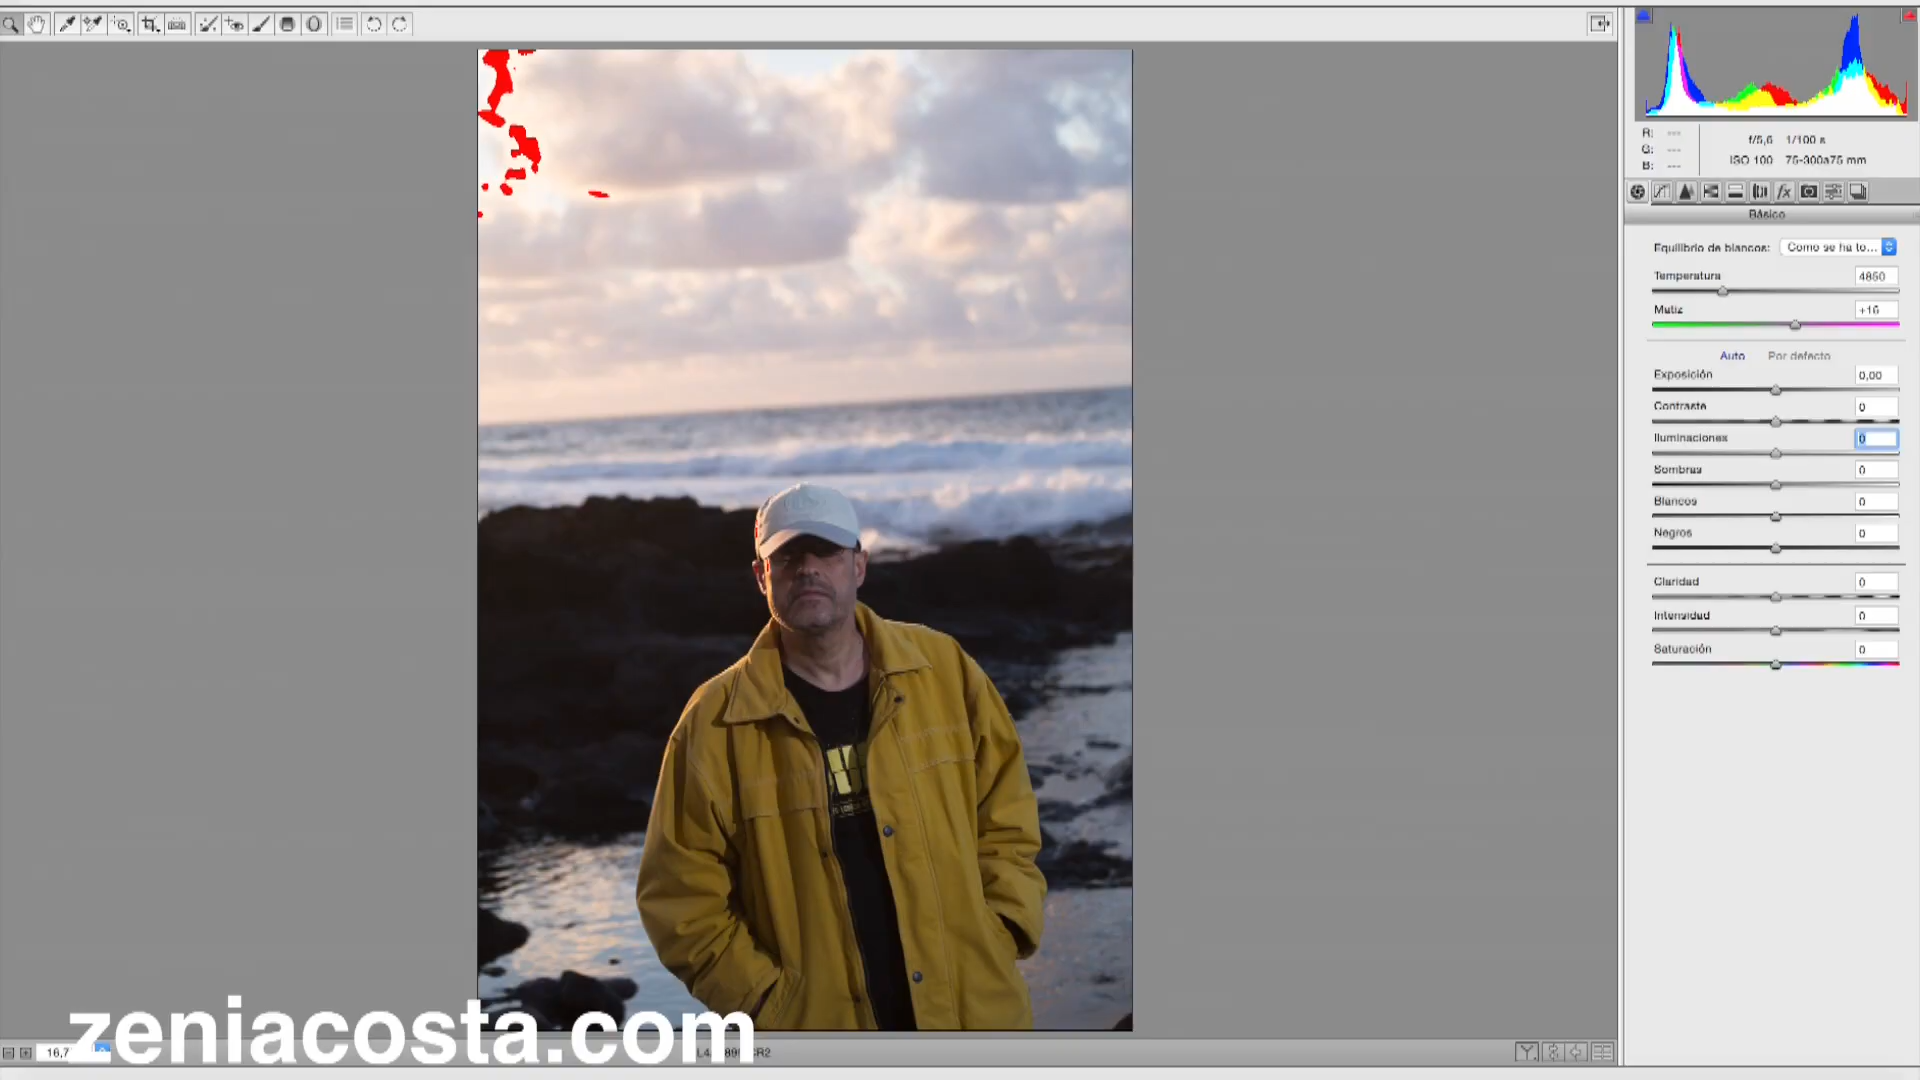 R: ---
G: ---
B: ---
f/5,6 1/100 s
ISO 100 75-300a75 mm
fx
Básico
Equilibrio de blancos: Como se ha to...
Temperatura 4850
Matiz +16
Auto Por defecto
Exposición 0,00
Contraste 0
Iluminaciones 0
Sombras 0
Blancos 0
Negros 0
Claridad 0
Intensidad 0
Saturación 0
zeniacosta.com